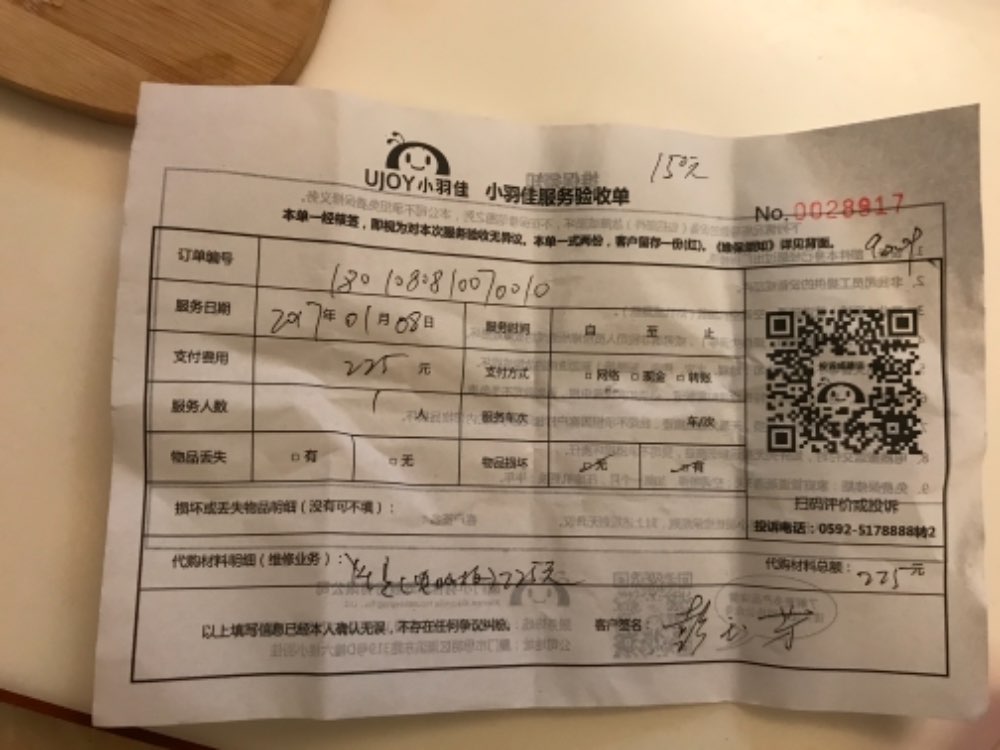 150元
UJOY小羽佳 小羽佳服务验收单
No. 0028917
本单一经核签，即视为对本次服务验收无异议。本单一式两份，客户留存一份(红)。《维保须知》详见背面。
订单编号
服务日期 2017年01月08日 服务时间 自 至 止
支付费用 225 元 支付方式 □网络 □现金 □转账
服务人数 1 人 服务车次 车/次
物品丢失 □有 □无 物品损坏 □无 □有
扫码评价或投诉
损坏或丢失物品明细（没有可不填）：
投诉电话：0592-5178888转2
代购材料明细（维修业务）： 225元 代购材料总额： 225元
以上填写信息已经本人确认无误，不存在任何争议纠纷。 客户签名：